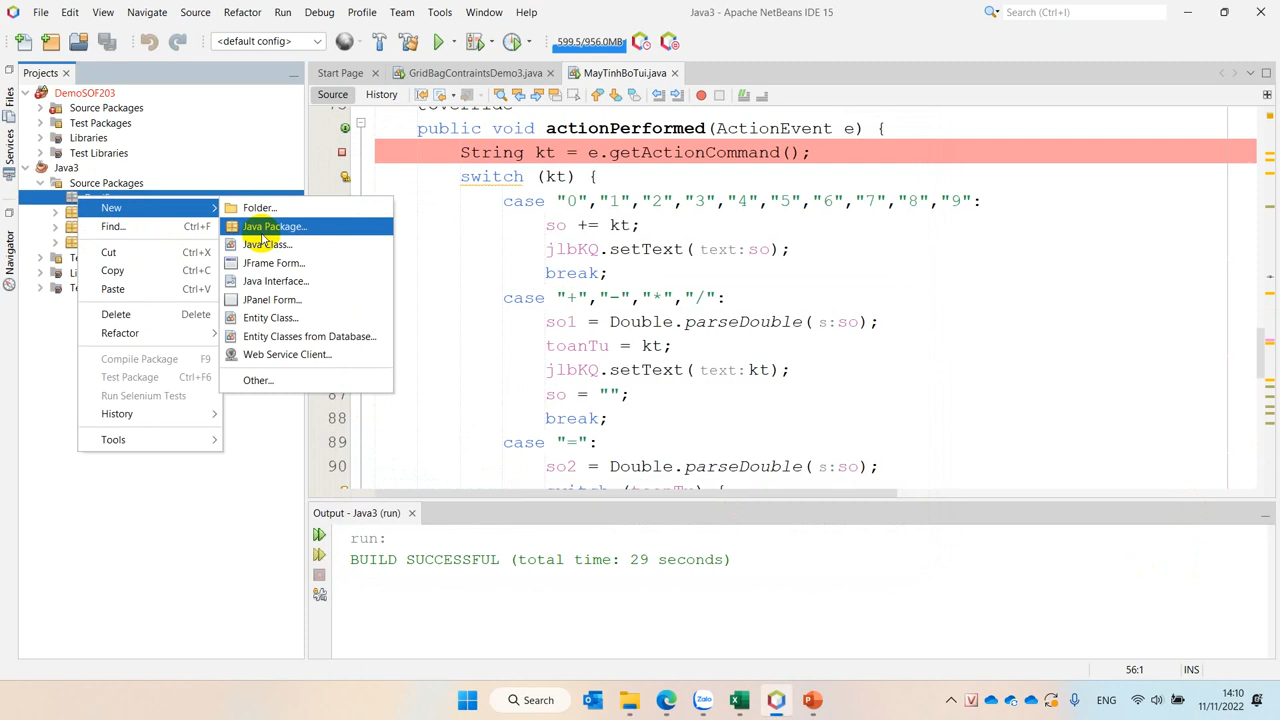 File Edit View Navigate Source Refactor Run Debug Profile Team Tools Window Help
Java3 - Apache NetBeans IDE 15
Search (Ctrl+I)
<default config>
599.5/956.0MB
Projects
Files
Services
Navigator
DemoSOF203
Source Packages
Test Packages
Libraries
Test Libraries
Java3
Source Packages
New
Find... Ctrl+F
Cut Ctrl+X
Copy Ctrl+C
Paste Ctrl+V
Delete Delete
Refactor
Compile Package F9
Test Package Ctrl+F6
Run Selenium Tests
History
Tools
Folder...
Java Package...
Java Class...
JFrame Form...
Java Interface...
JPanel Form...
Entity Class...
Entity Classes from Database...
Web Service Client...
Other...
Start Page GridBagContraintsDemo3.java MayTinhBoTui.java
Source History
public void actionPerformed(ActionEvent e) {
String kt = e.getActionCommand();
switch (kt) {
case "0","1","2","3","4","5","6","7","8","9":
so += kt;
jlbKQ.setText( text:so);
break;
case "+","-","*","/":
so1 = Double.parseDouble( s:so);
toanTu = kt;
jlbKQ.setText( text:kt);
so = "";
88 break;
89 case "=":
90 so2 = Double.parseDouble( s:so);
switch (toanTu) {
Output - Java3 (run)
run:
BUILD SUCCESSFUL (total time: 29 seconds)
56:1 INS
Search
Zalo
ENG
14:10
11/11/2022